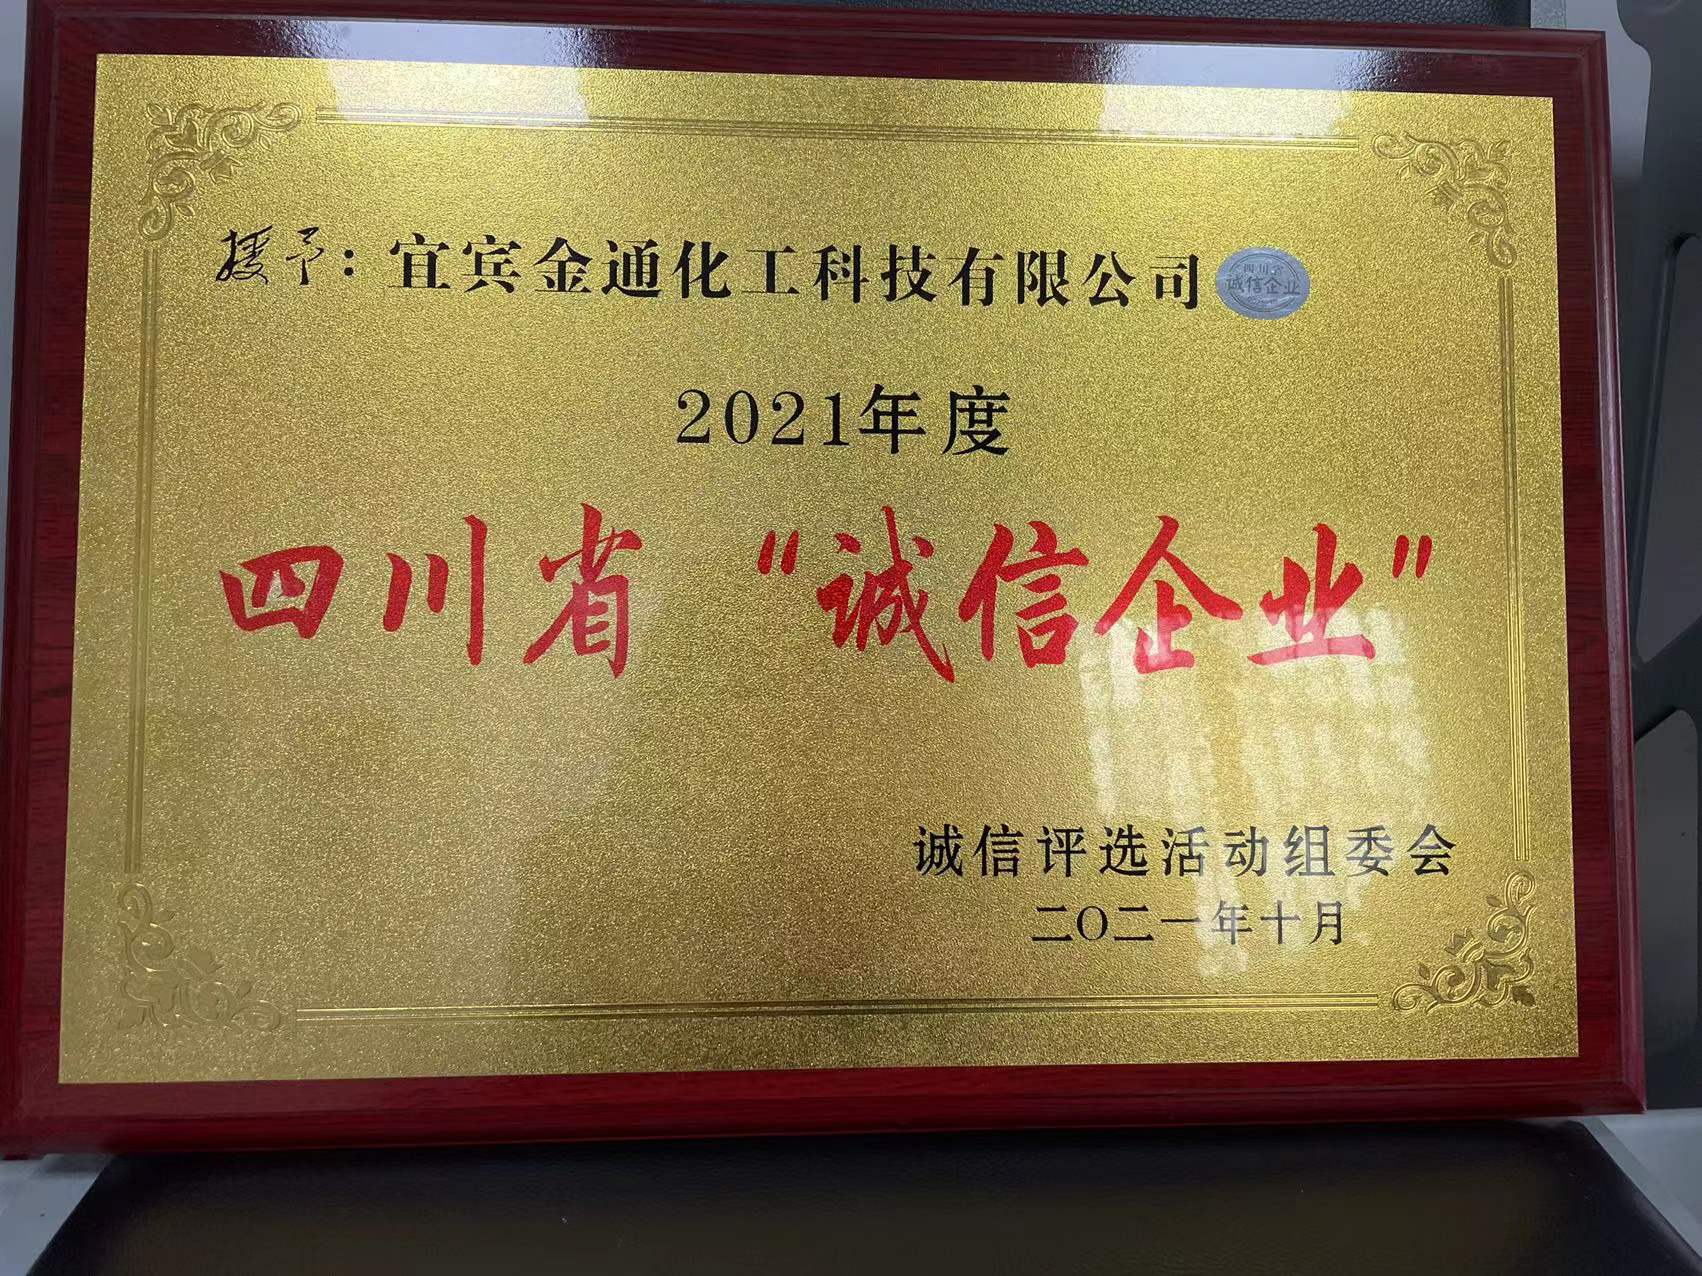 授予：宜宾金通化工科技有限公司
四川省
诚信企业
2021年度
四川省“诚信企业”
诚信评选活动组委会
二〇二一年十月